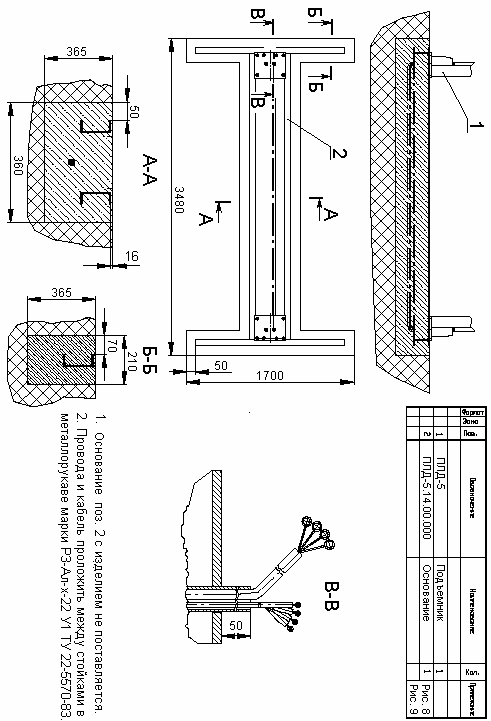 1
Б
Б
В
В
2
А
А
3480
1700
50
365
50
360
16
А-А
365
70
210
Б-Б
В-В
50
Формат
Зона
Поз.
Обозначение
Наименование
Кол.
Примечание
1 ПЛД-5 Подъемник 1 Рис. 8
2 ПЛД-5.14.00.000 Основание 1 Рис. 9
1. Основание поз. 2 с изделием не поставляется.
2. Провода и кабель проложить между стойками в
металлорукаве марки РЗ-Ал-х-22 У1 ТУ 22-5570-83.